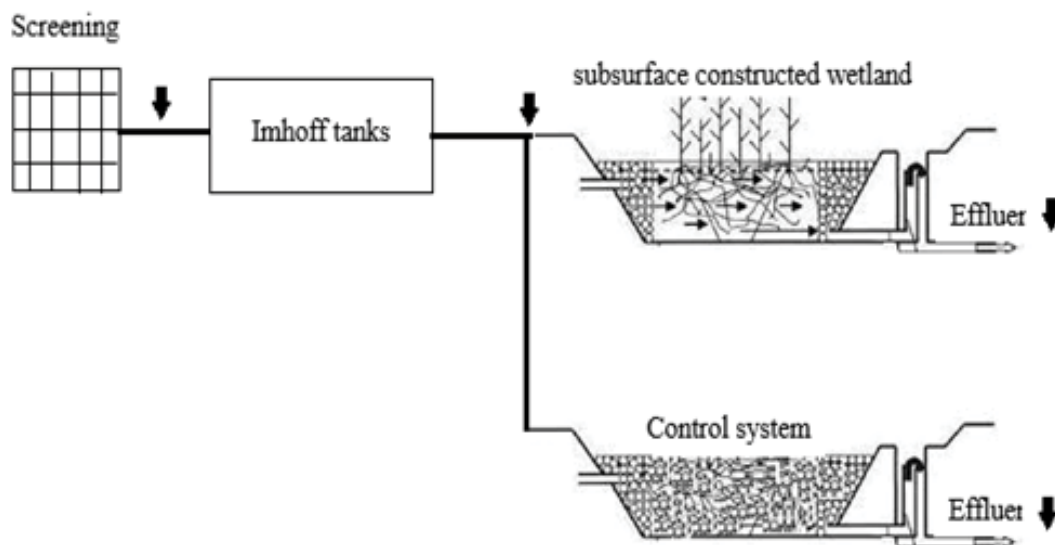 Screening
subsurface constructed wetland
Imhoff tanks
Effluer
Control system
Effluer